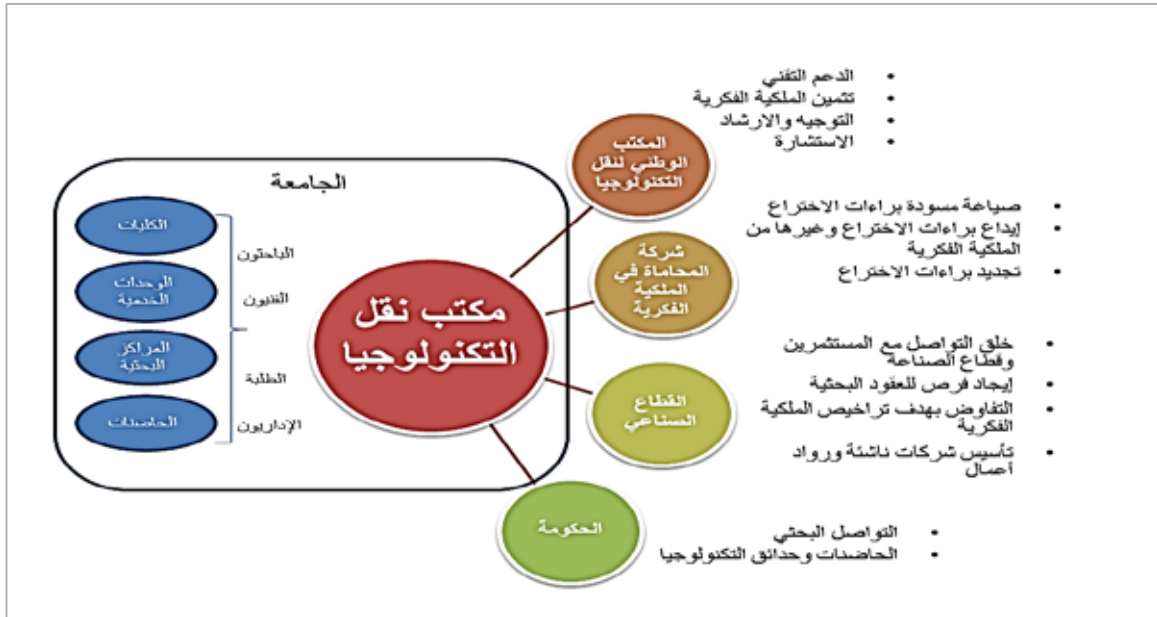 الدعم التقني
تثمين الملكية الفكرية
التوجيه والارشاد
الاستشارة
المكتب
الوطني لنقل
التكنولوجيا
الجامعة
الكليات
الباحثون
الوحدات
الخدمية
الفنيون
المراكز
البحثية
الطلبة
الحاضنات
الإداريون
مكتب نقل
التكنولوجيا
شركة
المحاماة في
الملكية
الفكرية
صياغة مسودة براءات الاختراع
إيداع براءات الاختراع وغيرها من
الملكية الفكرية
تجديد براءات الاختراع
القطاع
الصناعي
خلق التواصل مع المستثمرين
وقطاع الصناعة
إيجاد فرص للعقود البحثية
التفاوض بهدف تراخيص الملكية
الفكرية
تأسيس شركات ناشئة ورواد
أعمال
الحكومة
التواصل البحثي
الحاضنات وحدائق التكنولوجيا